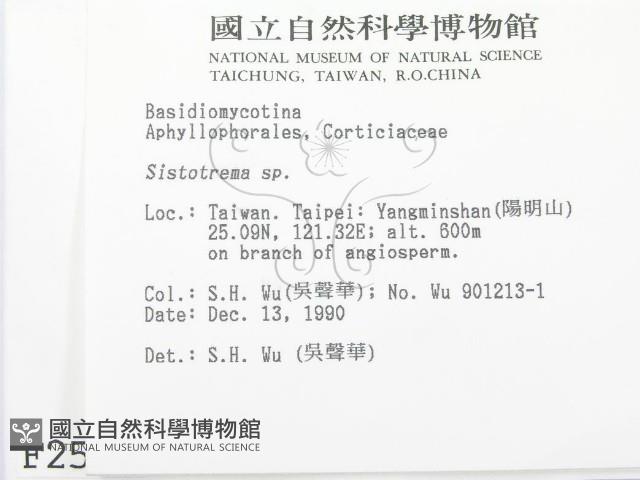 國立自然科學博物館
NATIONAL MUSEUM OF NATURAL SCIENCE
TAICHUNG, TAIWAN, R.O.CHINA
Basidiomycotina
Aphyllophorales, Corticiaceae
Sistotrema sp.
Loc.: Taiwan. Taipei: Yangminshan(陽明山)
25.09N, 121.32E; alt. 600m
on branch of angiosperm.
Col.: S.H. Wu(吳聲華); No. Wu 901213-1
Date: Dec. 13, 1990
Det.: S.H. Wu (吳聲華)
國立自然科學博物館
NATIONAL MUSEUM OF NATURAL SCIENCE
F25